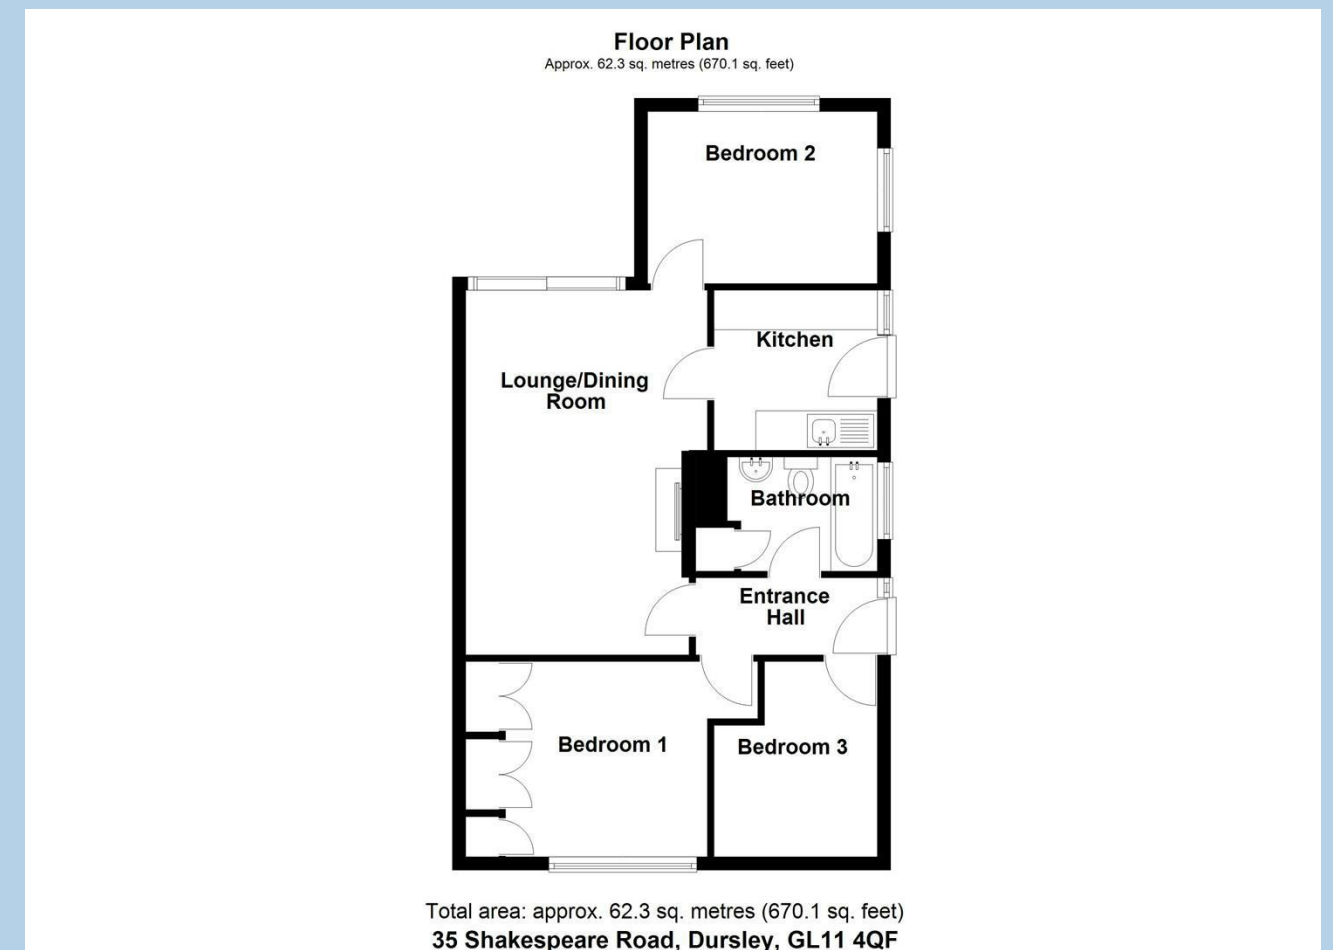 Floor Plan
Approx. 62.3 sq. metres (670.1 sq. feet)
Bedroom 2
Kitchen
Lounge/Dining
Room
Bathroom
Entrance
Hall
Bedroom 1
Bedroom 3
Total area: approx. 62.3 sq. metres (670.1 sq. feet)
35 Shakespeare Road, Dursley, GL11 4QF